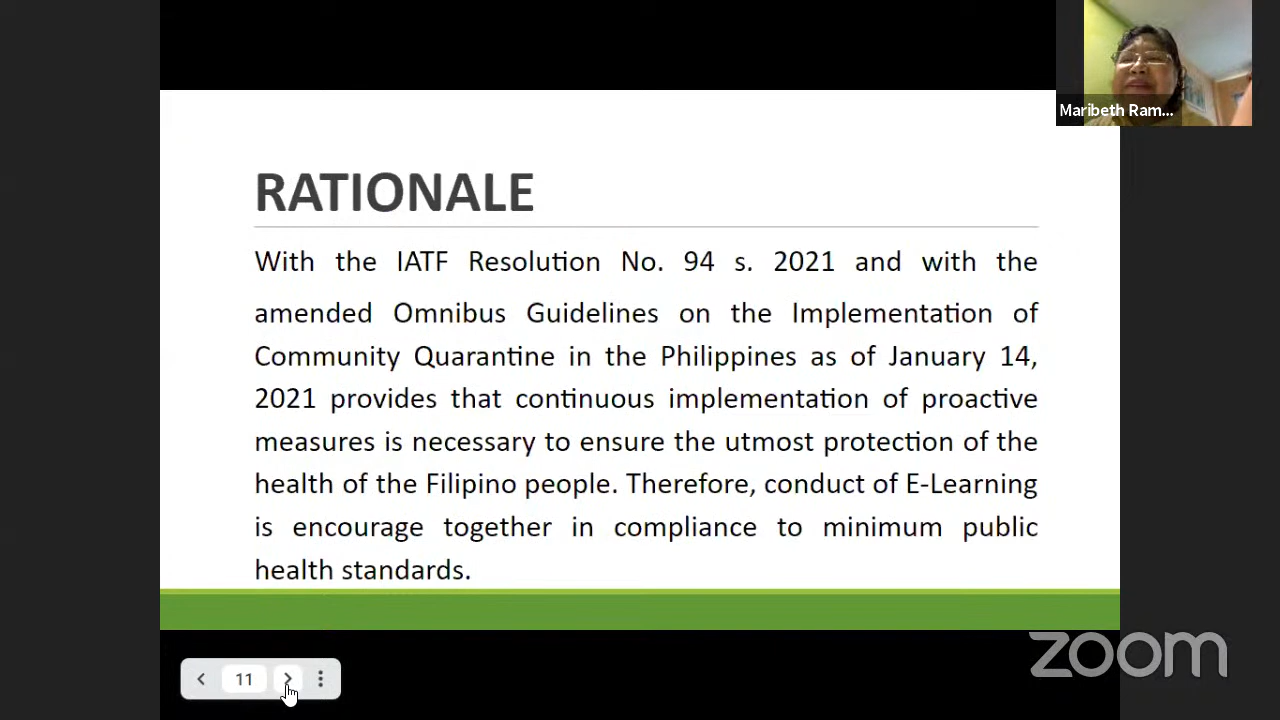 Maribeth Ram...
RATIONALE
With the IATF Resolution No. 94 s. 2021 and with the
amended Omnibus Guidelines on the Implementation of
Community Quarantine in the Philippines as of January 14,
2021 provides that continuous implementation of proactive
measures is necessary to ensure the utmost protection of the
health of the Filipino people. Therefore, conduct of E-Learning
is encourage together in compliance to minimum public
health standards.
zoom
11